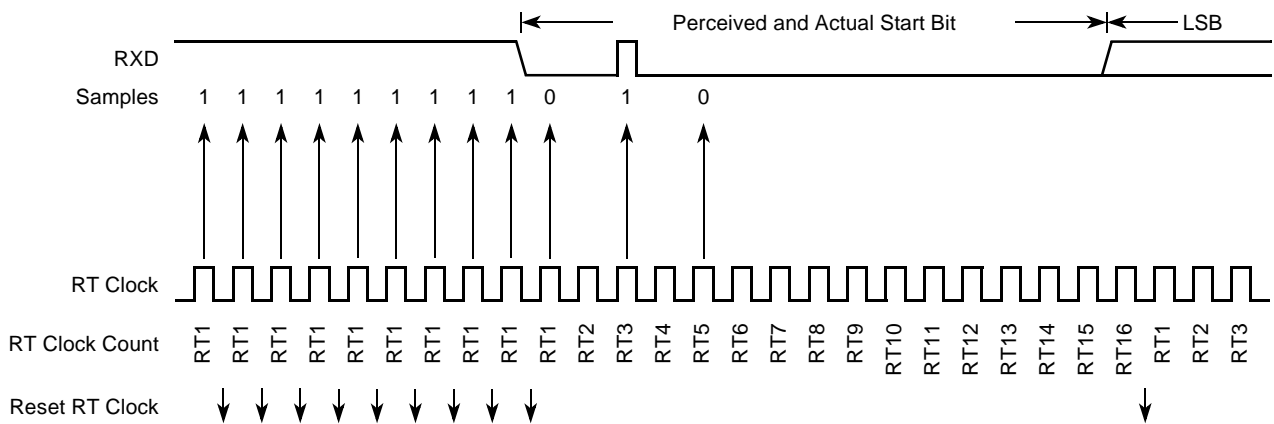 Perceived and Actual Start Bit LSB
RXD
Samples 1 1 1 1 1 1 1 1 1 0 1 0
RT Clock
RT Clock Count RT1 RT1 RT1 RT1 RT1 RT1 RT1 RT1 RT1 RT1 RT2 RT3 RT4 RT5 RT6 RT7 RT8 RT9 RT10 RT11 RT12 RT13 RT14 RT15 RT16 RT1 RT2 RT3
Reset RT Clock